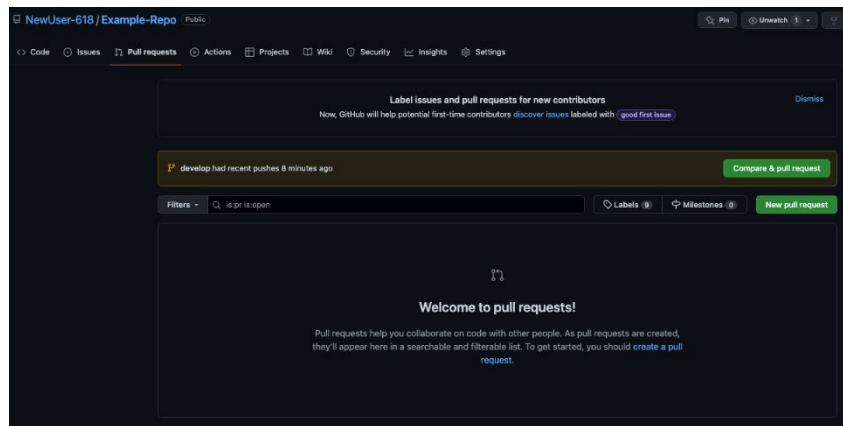 NewUser-618 / Example-Repo Public
Pin Unwatch 1
Code Issues Pull requests Actions Projects Wiki Security Insights Settings
Label issues and pull requests for new contributors
Dismiss
Now, GitHub will help potential first-time contributors discover issues labeled with good first issue
develop had recent pushes 8 minutes ago
Compare & pull request
Filters is:pr is:open Labels 9 Milestones 0 New pull request
Welcome to pull requests!
Pull requests help you collaborate on code with other people. As pull requests are created,
they'll appear here in a searchable and filterable list. To get started, you should create a pull
request.